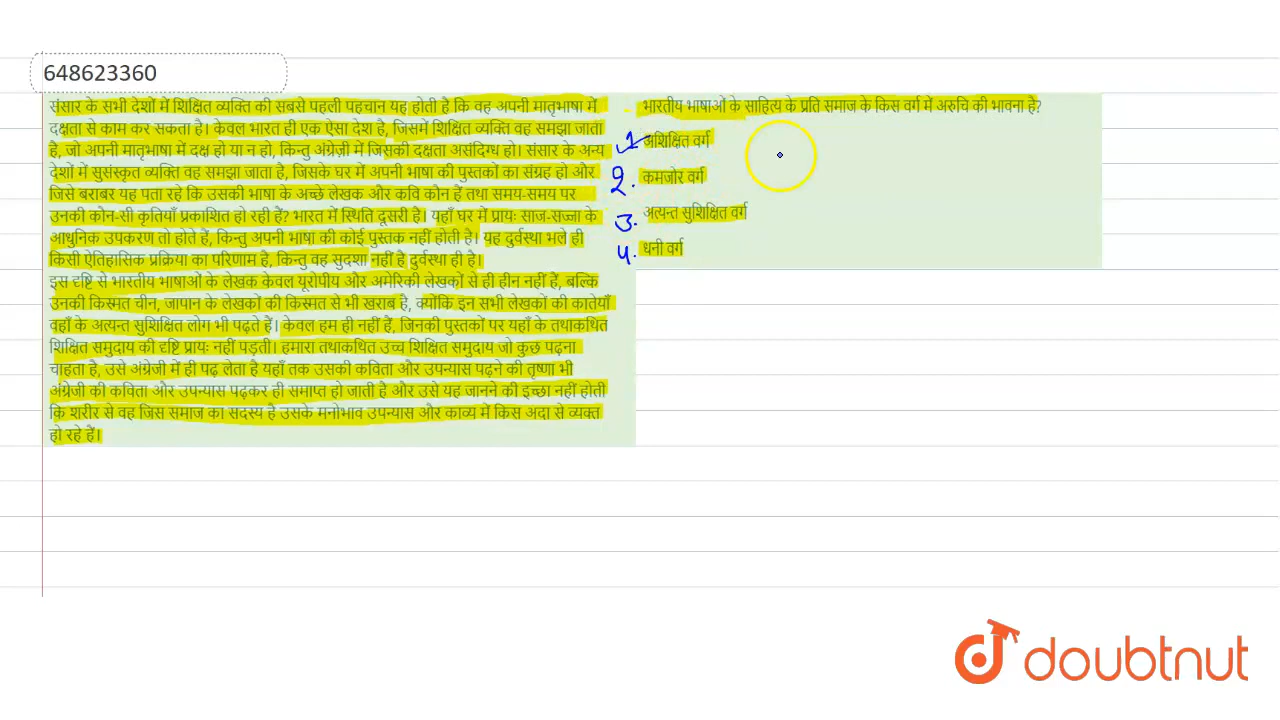 648623360
संसार के सभी देशों में शिक्षित व्यक्ति की सबसे पहली पहचान यह होती है कि वह अपनी मातृभाषा में
दक्षता से काम कर सकता है। केवल भारत ही एक ऐसा देश है, जिसमें शिक्षित व्यक्ति वह समझा जाता
है, जो अपनी मातृभाषा में दक्ष हो या न हो, किन्तु अंग्रेज़ी में जिसकी दक्षता असंदिग्ध हो। संसार के अन्य
देशों में सुसंस्कृत व्यक्ति वह समझा जाता है, जिसके घर में अपनी भाषा की पुस्तकों का संग्रह हो और
जिसे बराबर यह पता रहे कि उसकी भाषा के अच्छे लेखक और कवि कौन हैं तथा समय-समय पर
उनकी कौन-सी कृतियाँ प्रकाशित हो रही हैं? भारत में स्थिति दूसरी है। यहाँ घर में प्रायः साज-सज्जा के
आधुनिक उपकरण तो होते हैं, किन्तु अपनी भाषा की कोई पुस्तक नहीं होती है। यह दुर्वस्था भले ही
किसी ऐतिहासिक प्रक्रिया का परिणाम है, किन्तु वह सुदशा नहीं है दुर्वस्था ही है।
इस दृष्टि से भारतीय भाषाओं के लेखक केवल यूरोपीय और अमेरिकी लेखकों से ही हीन नहीं हैं, बल्कि
उनकी किस्मत चीन, जापान के लेखकों की किस्मत से भी खराब है, क्योंकि इन सभी लेखकों की कातेयाँ
वहाँ के अत्यन्त सुशिक्षित लोग भी पढ़ते हैं। केवल हम ही नहीं हैं, जिनकी पुस्तकों पर यहाँ के तथाकथित
शिक्षित समुदाय की दृष्टि प्रायः नहीं पड़ती। हमारा तथाकथित उच्च शिक्षित समुदाय जो कुछ पढ़ना
चाहता है, उसे अंग्रेजी में ही पढ़ लेता है यहाँ तक उसकी कविता और उपन्यास पढ़ने की तृष्णा भी
अंग्रेजी की कविता और उपन्यास पढ़कर ही समाप्त हो जाती है और उसे यह जानने की इच्छा नहीं होती
कि शरीर से वह जिस समाज का सदस्य है उसके मनोभाव उपन्यास और काव्य में किस अदा से व्यक्त
हो रहे हैं।
भारतीय भाषाओं के साहित्य के प्रति समाज के किस वर्ग में अरुचि की भावना है?
1 अशिक्षित वर्ग
2. कमजोर वर्ग
3. अत्यन्त सुशिक्षित वर्ग
4. धनी वर्ग
doubtnut